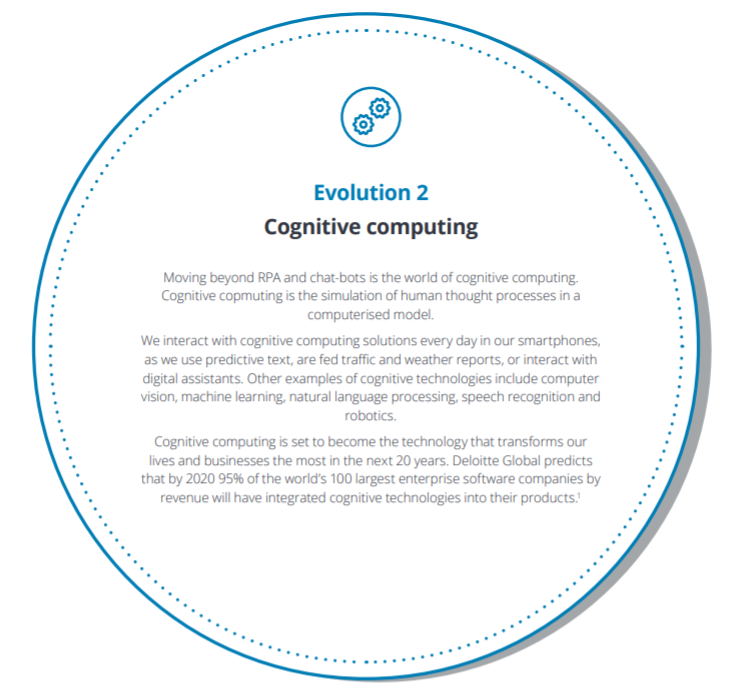 Evolution 2
Cognitive computing
Moving beyond RPA and chat-bots is the world of cognitive computing.
Cognitive copmuting is the simulation of human thought processes in a
computerised model.
We interact with cognitive computing solutions every day in our smartphones,
as we use predictive text, are fed traffic and weather reports, or interact with
digital assistants. Other examples of cognitive technologies include computer
vision, machine learning, natural language processing, speech recognition and
robotics.
Cognitive computing is set to become the technology that transforms our
lives and businesses the most in the next 20 years. Deloitte Global predicts
that by 2020 95% of the world’s 100 largest enterprise software companies by
revenue will have integrated cognitive technologies into their products.¹